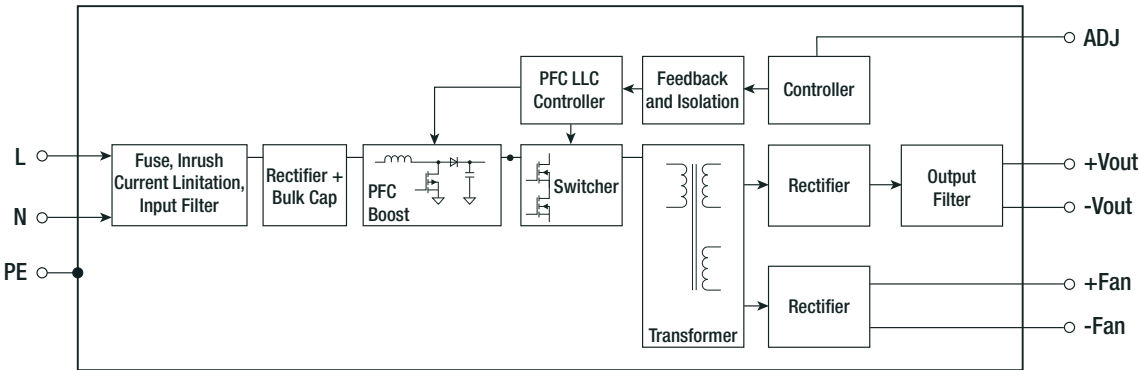 ADJ
PFC LLC
Controller
Feedback
and Isolation
Controller
L
N
PE
Fuse, Inrush
Current Linitation,
Input Filter
Rectifier +
Bulk Cap
PFC
Boost
Switcher
Transformer
Rectifier
Output
Filter
+Vout
-Vout
Rectifier
+Fan
-Fan